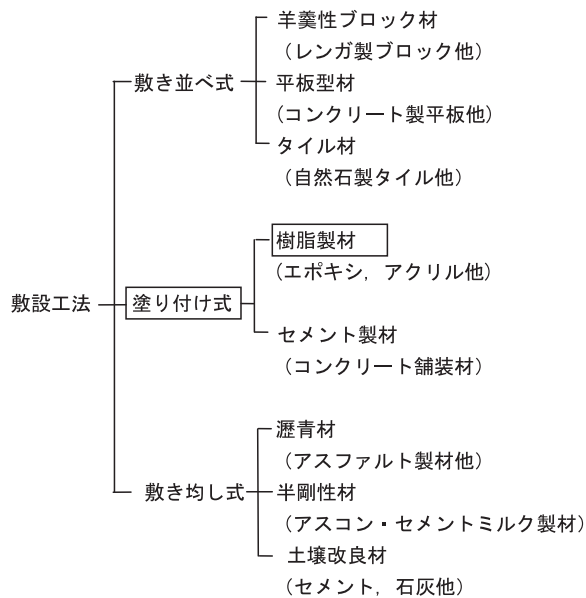 羊羹性ブロック材
（レンガ製ブロック他）
敷き並べ式
平板型材
（コンクリート製平板他）
タイル材
（自然石製タイル他）
樹脂製材
（エポキシ，アクリル他）
敷設工法
塗り付け式
セメント製材
（コンクリート舗装材）
瀝青材
（アスファルト製材他）
敷き均し式
半剛性材
（アスコン・セメントミルク製材）
土壌改良材
（セメント，石灰他）